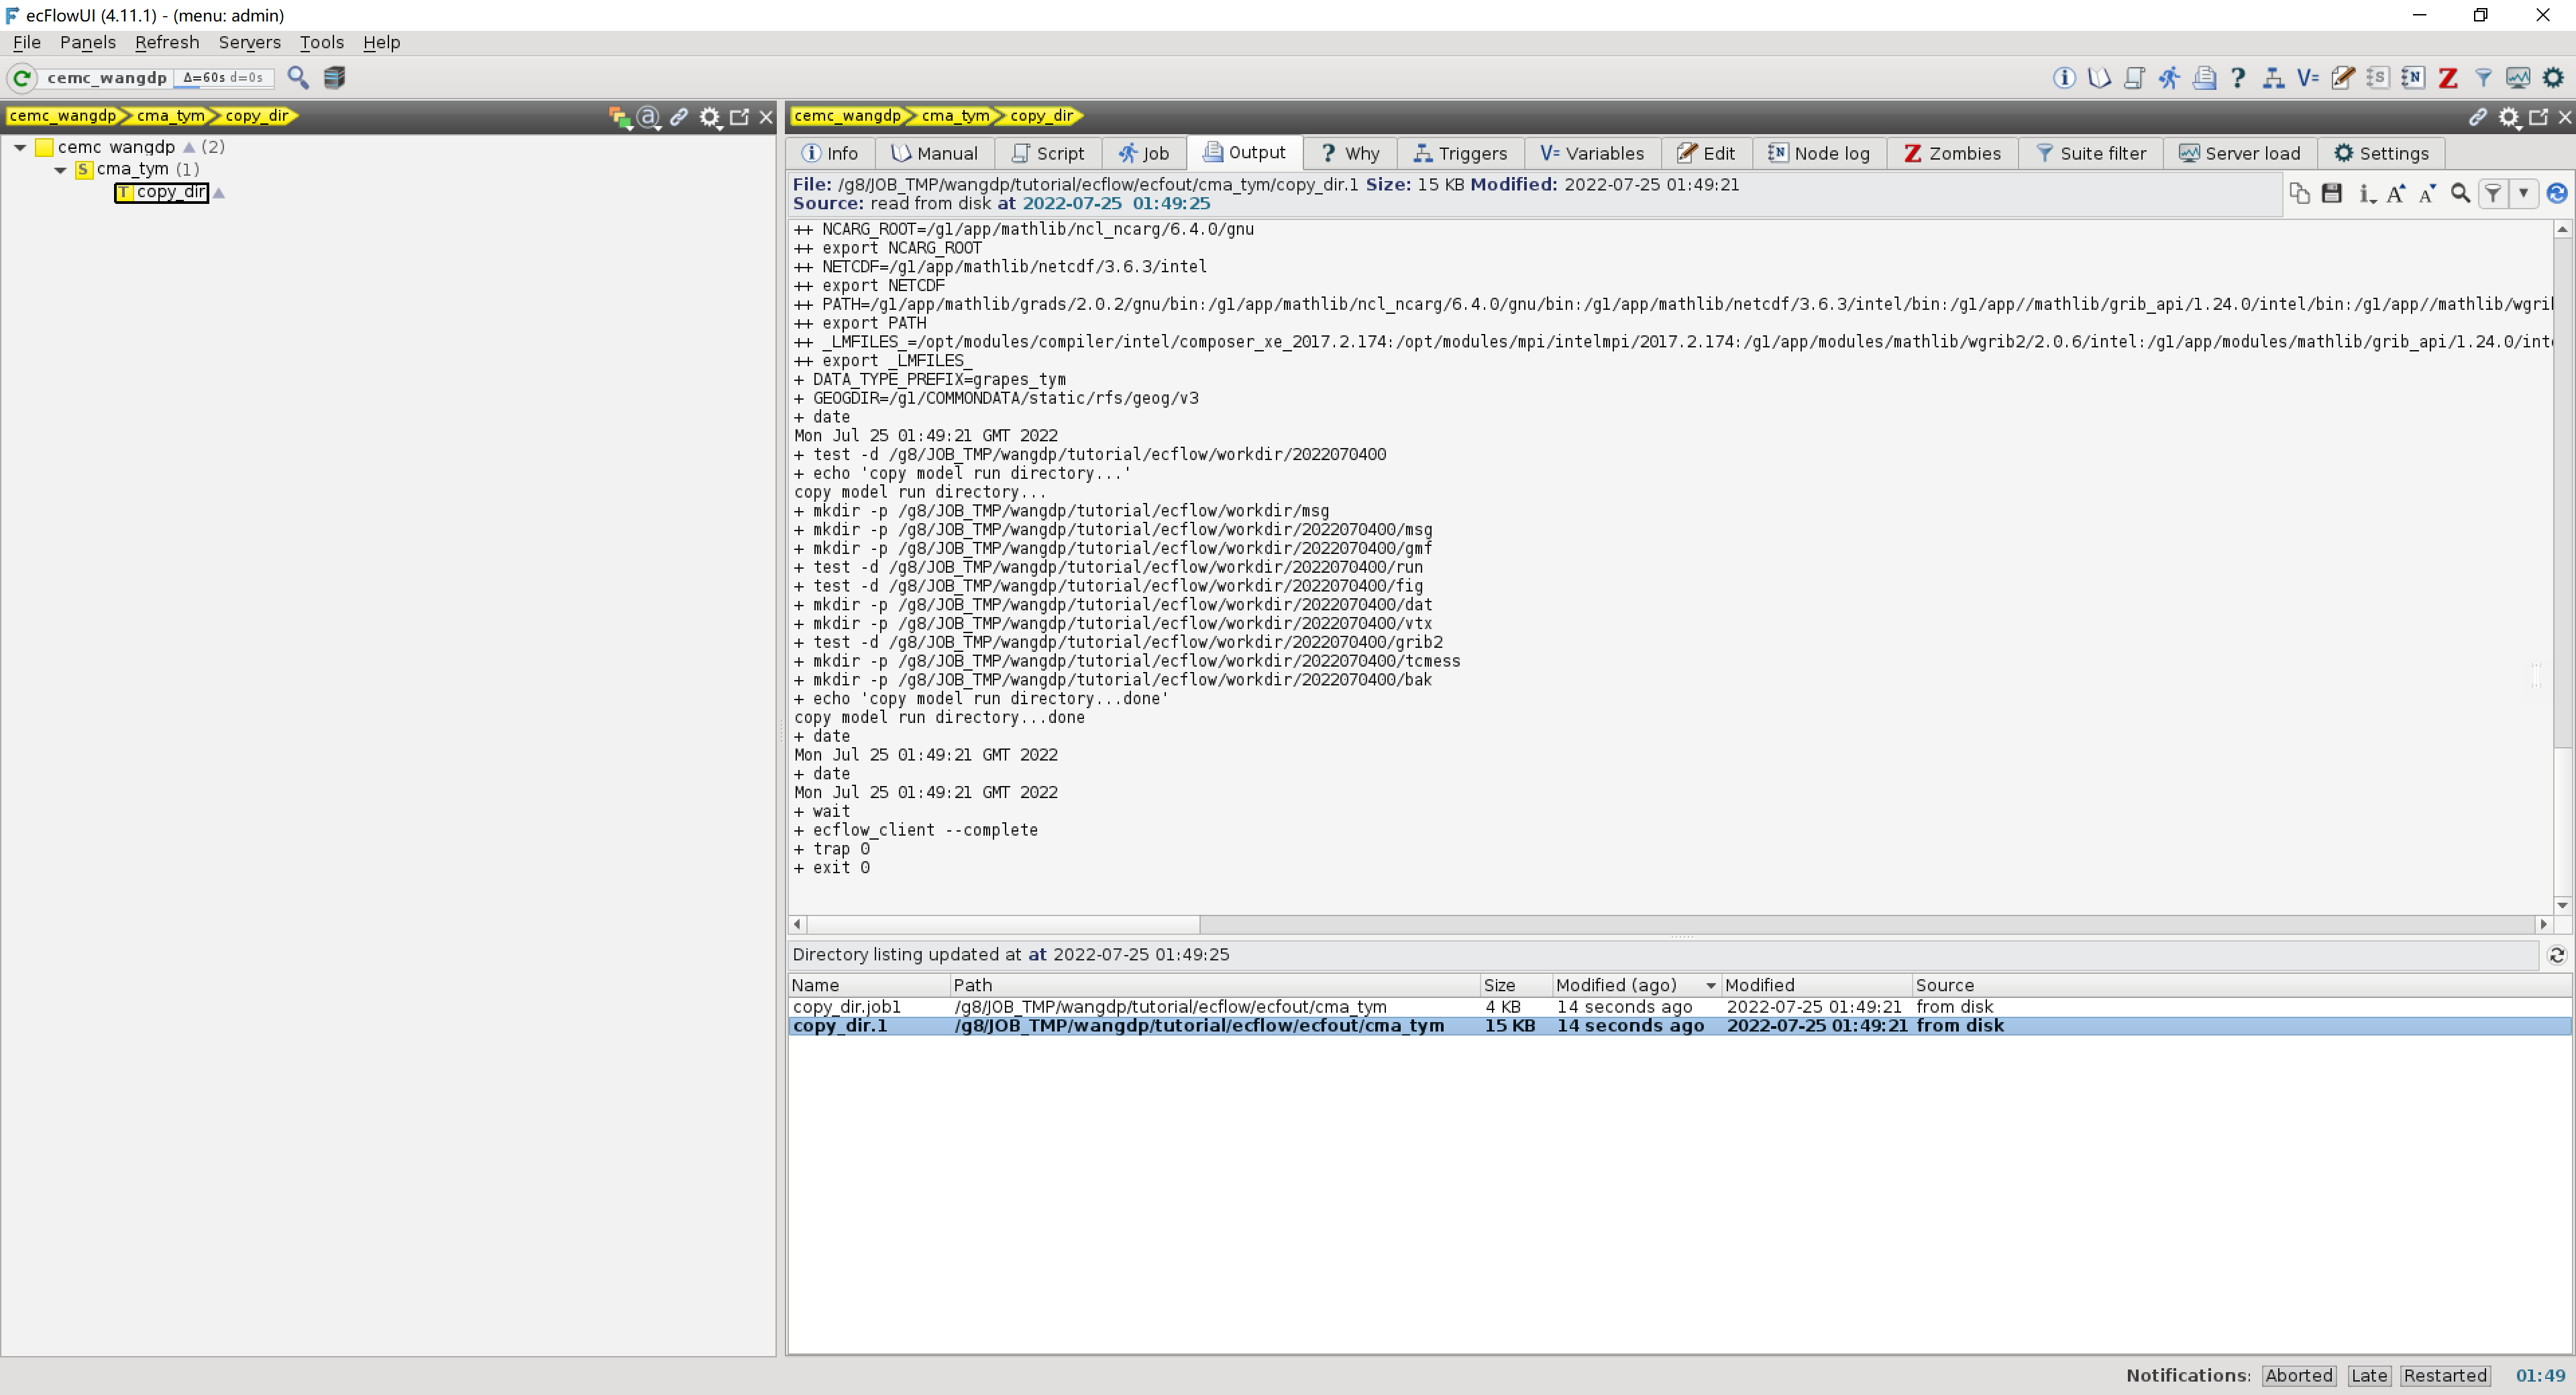 ecFlowUI (4.11.1) - (menu: admin)
File Panels Refresh Servers Tools Help
cemc_wangdp Δ=60s d=0s
cemc_wangdp cma_tym copy_dir
cemc_wangdp (2)
S cma_tym (1)
T copy_dir
cemc_wangdp cma_tym copy_dir
Info Manual Script Job Output Why Triggers V= Variables Edit Node log Zombies Suite filter Server load Settings
File: /g8/JOB_TMP/wangdp/tutorial/ecflow/ecfout/cma_tym/copy_dir.1 Size: 15 KB Modified: 2022-07-25 01:49:21
Source: read from disk at 2022-07-25 01:49:25
++ NCARG_ROOT=/g1/app/mathlib/ncl_ncarg/6.4.0/gnu
++ export NCARG_ROOT
++ NETCDF=/g1/app/mathlib/netcdf/3.6.3/intel
++ export NETCDF
++ PATH=/g1/app/mathlib/grads/2.0.2/gnu/bin:/g1/app/mathlib/ncl_ncarg/6.4.0/gnu/bin:/g1/app/mathlib/netcdf/3.6.3/intel/bin:/g1/app//mathlib/grib_api/1.24.0/intel/bin:/g1/app//mathlib/wgri
++ export PATH
++ _LMFILES_=/opt/modules/compiler/intel/composer_xe_2017.2.174:/opt/modules/mpi/intelmpi/2017.2.174:/g1/app/modules/mathlib/wgrib2/2.0.6/intel:/g1/app/modules/mathlib/grib_api/1.24.0/int
++ export _LMFILES_
+ DATA_TYPE_PREFIX=grapes_tym
+ GEOGDIR=/g1/COMMONDATA/static/rfs/geog/v3
+ date
Mon Jul 25 01:49:21 GMT 2022
+ test -d /g8/JOB_TMP/wangdp/tutorial/ecflow/workdir/2022070400
+ echo 'copy model run directory...'
copy model run directory...
+ mkdir -p /g8/JOB_TMP/wangdp/tutorial/ecflow/workdir/msg
+ mkdir -p /g8/JOB_TMP/wangdp/tutorial/ecflow/workdir/2022070400/msg
+ mkdir -p /g8/JOB_TMP/wangdp/tutorial/ecflow/workdir/2022070400/gmf
+ test -d /g8/JOB_TMP/wangdp/tutorial/ecflow/workdir/2022070400/run
+ test -d /g8/JOB_TMP/wangdp/tutorial/ecflow/workdir/2022070400/fig
+ mkdir -p /g8/JOB_TMP/wangdp/tutorial/ecflow/workdir/2022070400/dat
+ mkdir -p /g8/JOB_TMP/wangdp/tutorial/ecflow/workdir/2022070400/vtx
+ test -d /g8/JOB_TMP/wangdp/tutorial/ecflow/workdir/2022070400/grib2
+ mkdir -p /g8/JOB_TMP/wangdp/tutorial/ecflow/workdir/2022070400/tcmess
+ mkdir -p /g8/JOB_TMP/wangdp/tutorial/ecflow/workdir/2022070400/bak
+ echo 'copy model run directory...done'
copy model run directory...done
+ date
Mon Jul 25 01:49:21 GMT 2022
+ date
Mon Jul 25 01:49:21 GMT 2022
+ wait
+ ecflow_client --complete
+ trap 0
+ exit 0
Directory listing updated at at 2022-07-25 01:49:25
Name Path Size Modified (ago) Modified Source
copy_dir.job1 /g8/JOB_TMP/wangdp/tutorial/ecflow/ecfout/cma_tym 4 KB 14 seconds ago 2022-07-25 01:49:21 from disk
copy_dir.1 /g8/JOB_TMP/wangdp/tutorial/ecflow/ecfout/cma_tym 15 KB 14 seconds ago 2022-07-25 01:49:21 from disk
Notifications: Aborted Late Restarted 01:49